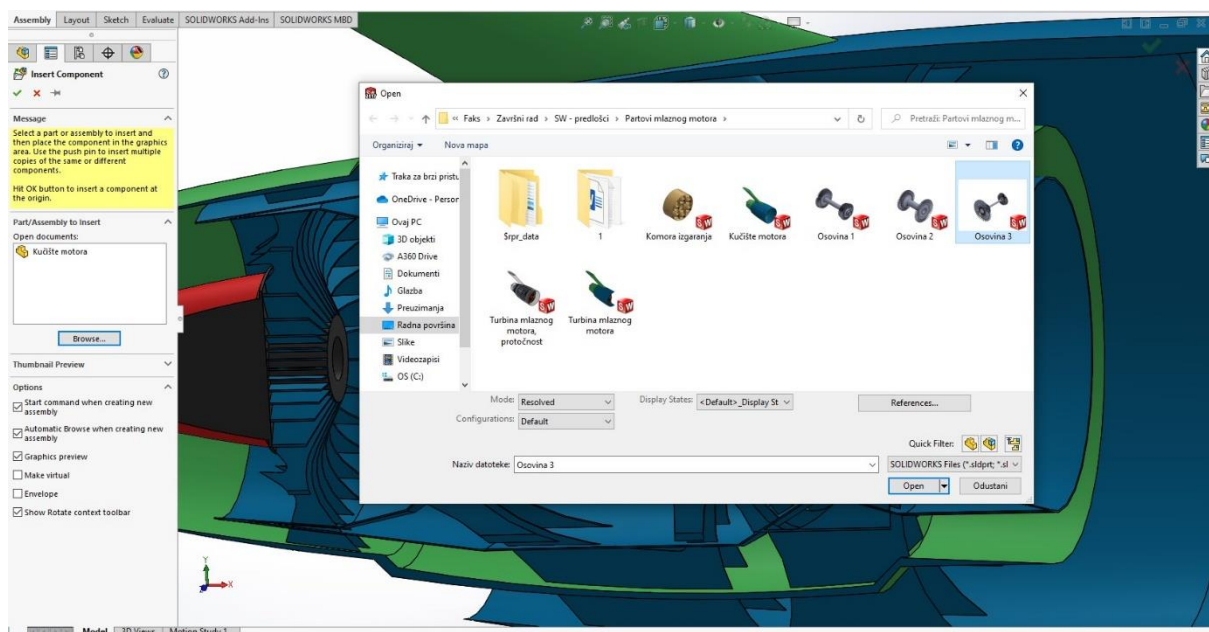 Assembly Layout Sketch Evaluate SOLIDWORKS Add-Ins SOLIDWORKS MBD
Insert Component
Message
Select a part or assembly to insert and
then place the component in the graphics
area. Use the push pin to insert multiple
copies of the same or different
components.
Hit OK button to insert a component at
the origin.
Part/Assembly to Insert
Open documents:
Kučište motora
Browse...
Thumbnail Preview
Options
Start command when creating new
assembly
Automatic Browse when creating new
assembly
Graphics preview
Make virtual
Envelope
Show Rotate context toolbar
Open
« Faks › Završni rad › SW - predlošci › Partovi mlaznog motora ›
Pretraži: Partovi mlaznog m...
Organiziraj Nova mapa
Traka za brzi pristu
OneDrive - Person
Ovaj PC
3D objekti
A360 Drive
Dokumenti
Glazba
Preuzimanja
Radna površina
Slike
Videozapisi
OS (C:)
$rpr_data
1
Komora izgaranja
Kučište motora
Osovina 1
Osovina 2
Osovina 3
Turbina mlaznog
motora,
protočnost
Turbina mlaznog
motora
Mode: Resolved
Display States: <Default>_Display St
References...
Configurations: Default
Quick Filter:
Naziv datoteke: Osovina 3
SOLIDWORKS Files (*.sldprt; *.sl
Open Odustani
Y
X
Model 3D Views Motion Study 1